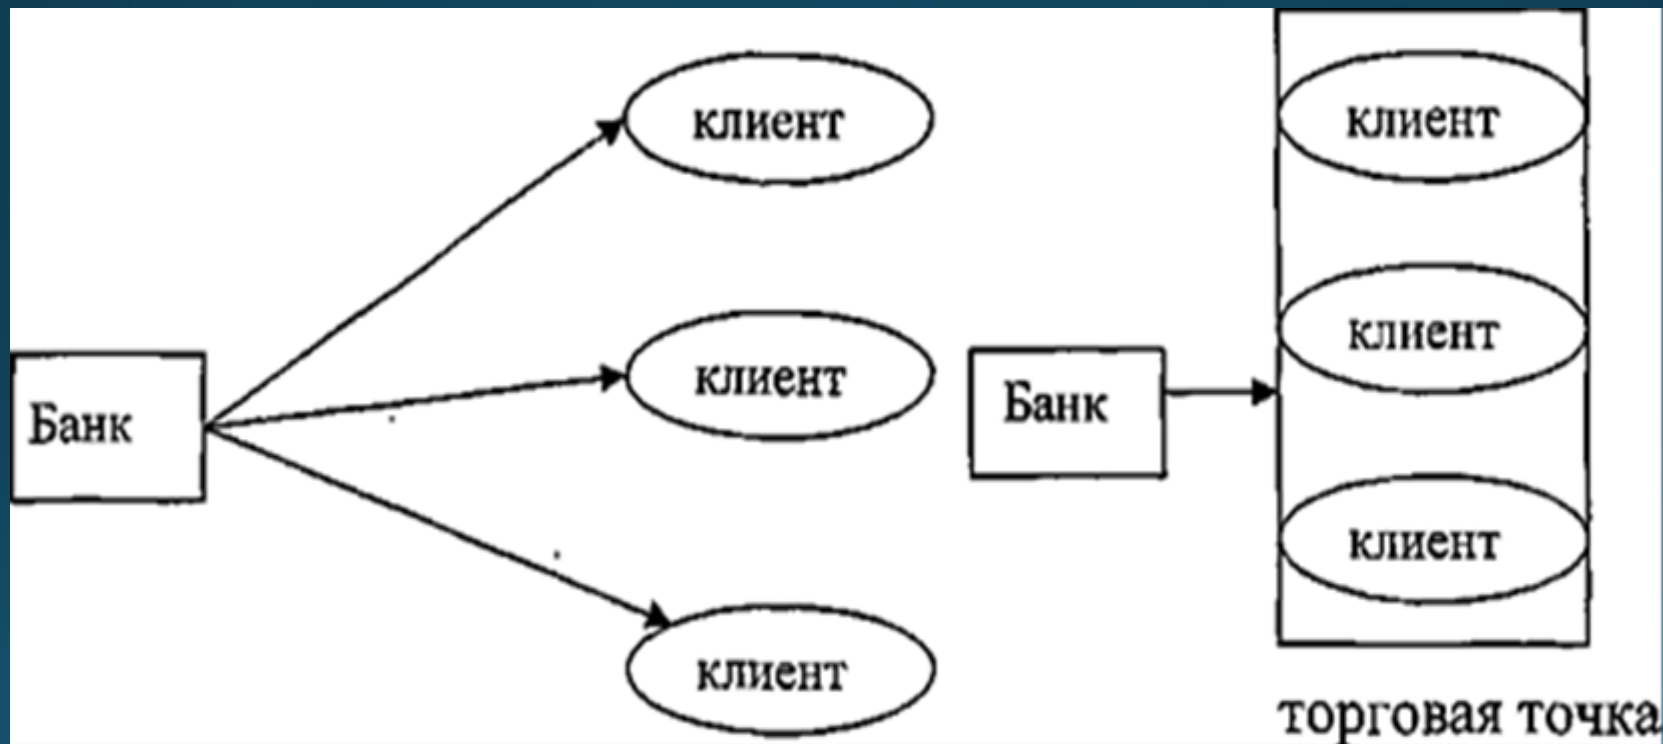 клиент
клиент
клиент
Банк
клиент
Банк
клиент
клиент
торговая точка